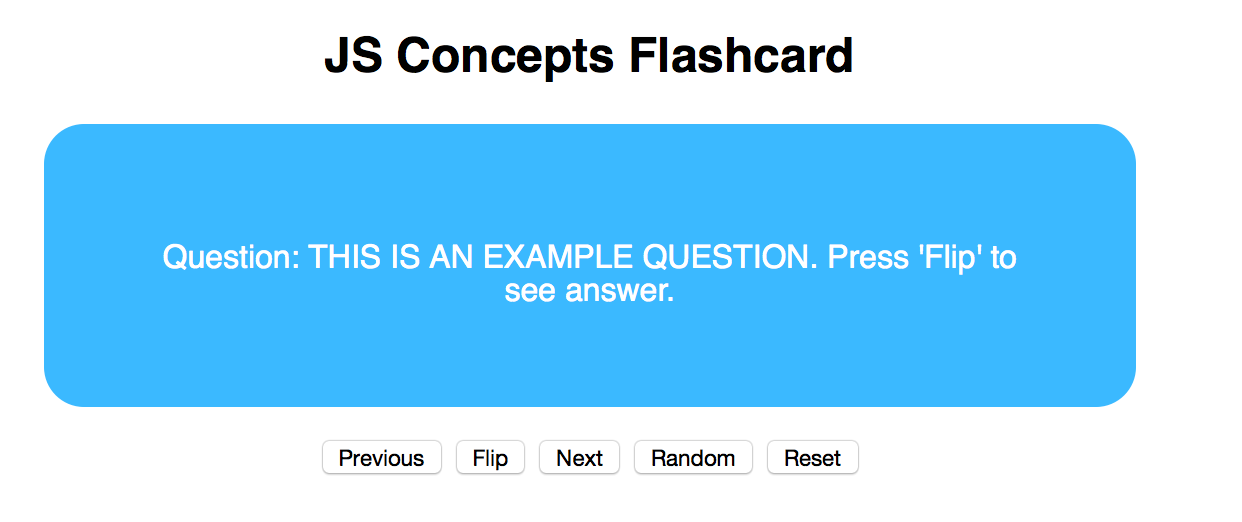 JS Concepts Flashcard
Question: THIS IS AN EXAMPLE QUESTION. Press 'Flip' to
see answer.
Previous Flip Next Random Reset